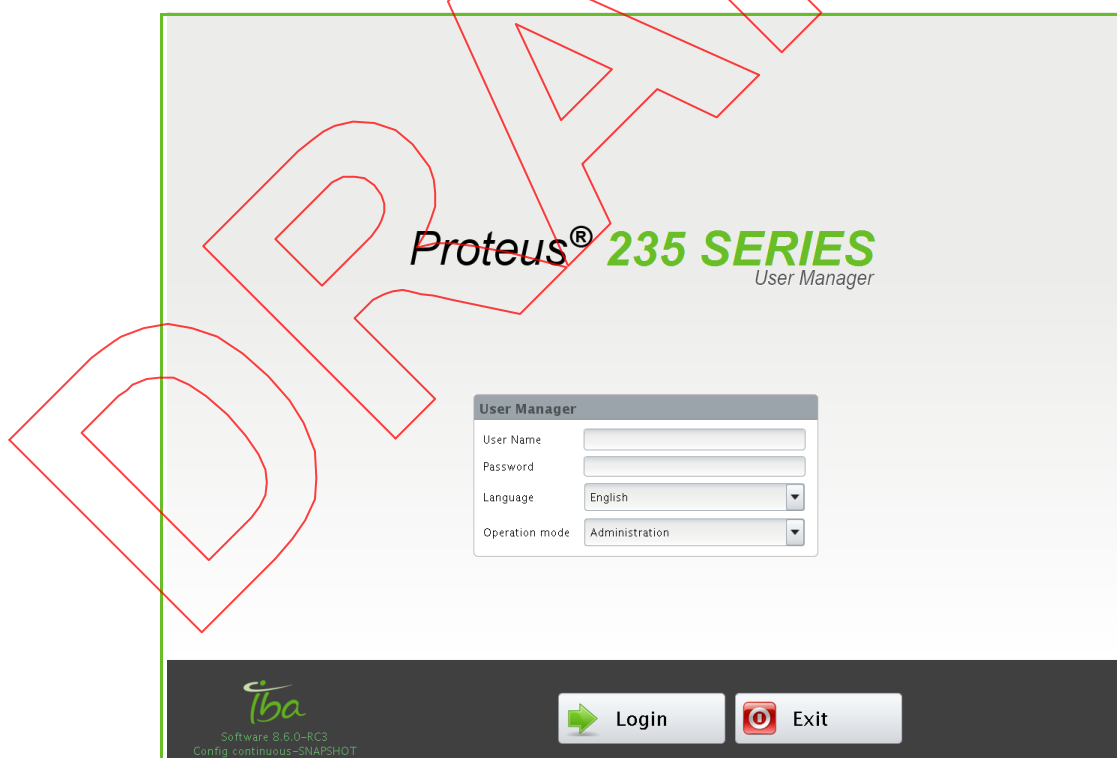 Proteus® 235 SERIES
User Manager
User Manager
User Name
Password
Language English
Operation mode Administration
iba
Login
Exit
Software 8.6.0-RC3
Config continuous-SNAPSHOT